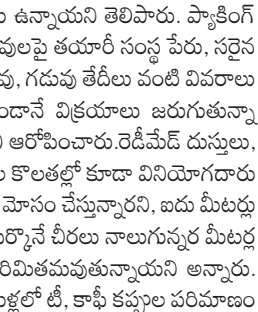 ఉన్నాయని తెలిపారు. ప్యాకింగ్
వులపై తయారీ సంస్థ పేరు, సరైన
వు, గడువు తేదీలు వంటి వివరాలు
డానే విక్రయాలు జరుగుతున్నా
ఆరోపించారు.రెడీమేడ్ దుస్తులు,
కొలతల్లో కూడా వినియోగదారు
మోసం చేస్తున్నారని, ఐదు మీటర్లు
ర్కొనే చీరలు నాలుగున్నర మీటర్ల
రిమితమవుతున్నాయని అన్నారు.
ళ్లలో టీ, కాఫీ కప్పుల పరిమాణం